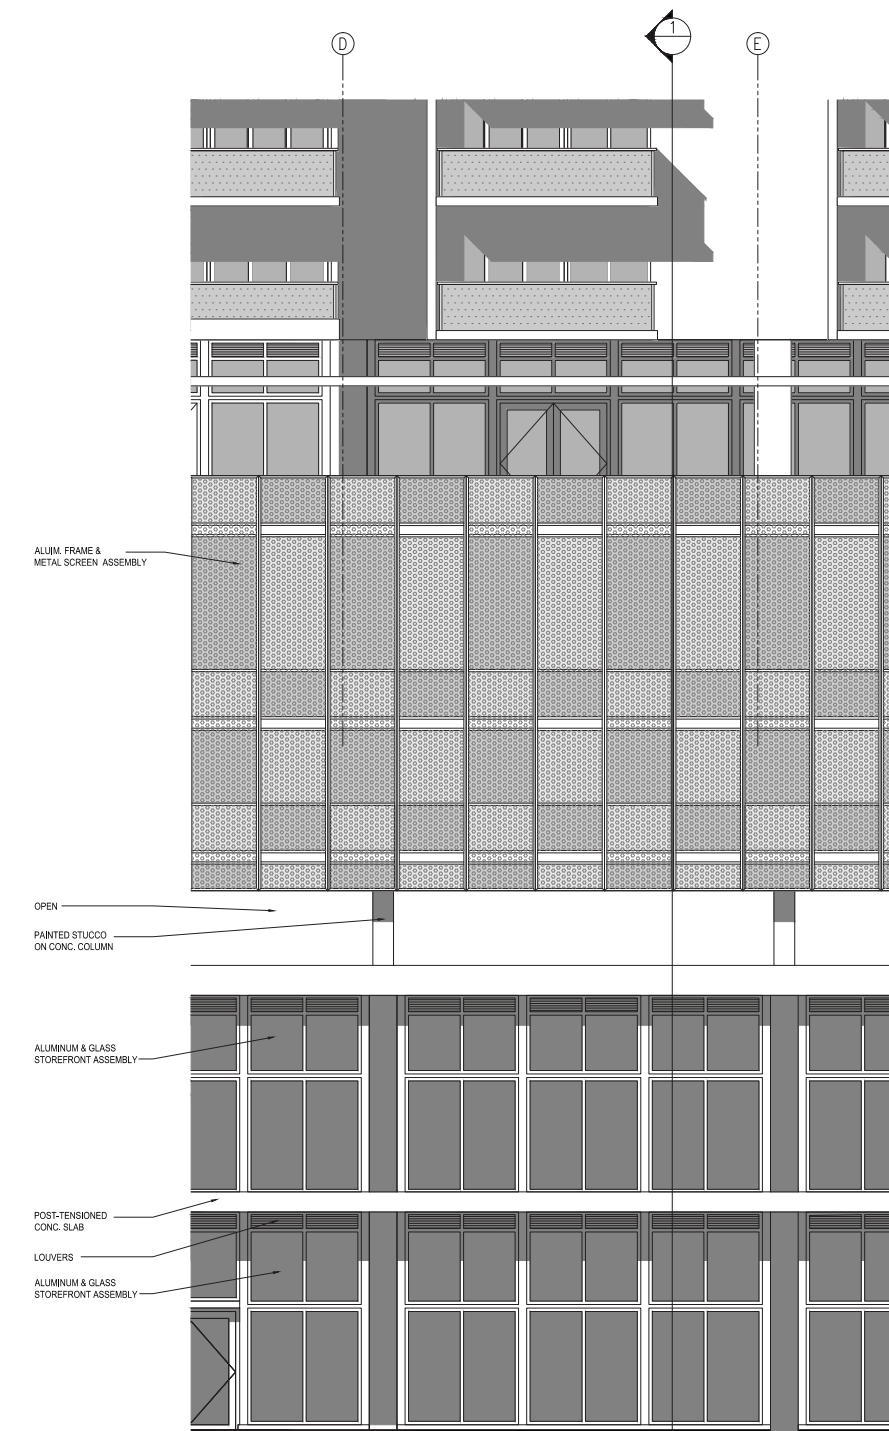 1
D
E
ALUIM. FRAME &
METAL SCREEN ASSEMBLY
OPEN
PAINTED STUCCO
ON CONC. COLUMN
ALUMINUM & GLASS
STOREFRONT ASSEMBLY
POST-TENSIONED
CONC. SLAB
LOUVERS
ALUMINUM & GLASS
STOREFRONT ASSEMBLY